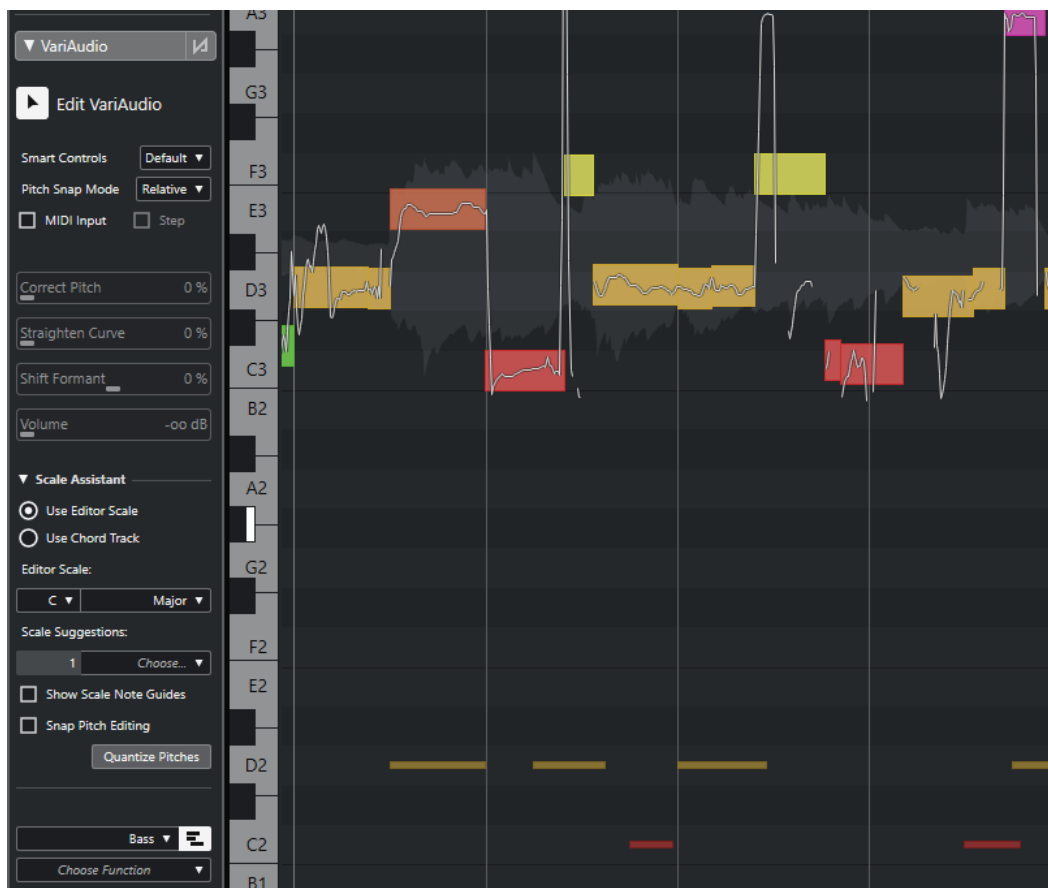 VariAudio
Edit VariAudio
Smart Controls Default
Pitch Snap Mode Relative
MIDI Input Step
Correct Pitch 0 %
Straighten Curve 0 %
Shift Formant 0 %
Volume -oo dB
Scale Assistant
Use Editor Scale
Use Chord Track
Editor Scale:
C Major
Scale Suggestions:
1 Choose...
Show Scale Note Guides
Snap Pitch Editing
Quantize Pitches
Bass
Choose Function
A3
G3
F3
E3
D3
C3
B2
A2
G2
F2
E2
D2
C2
B1